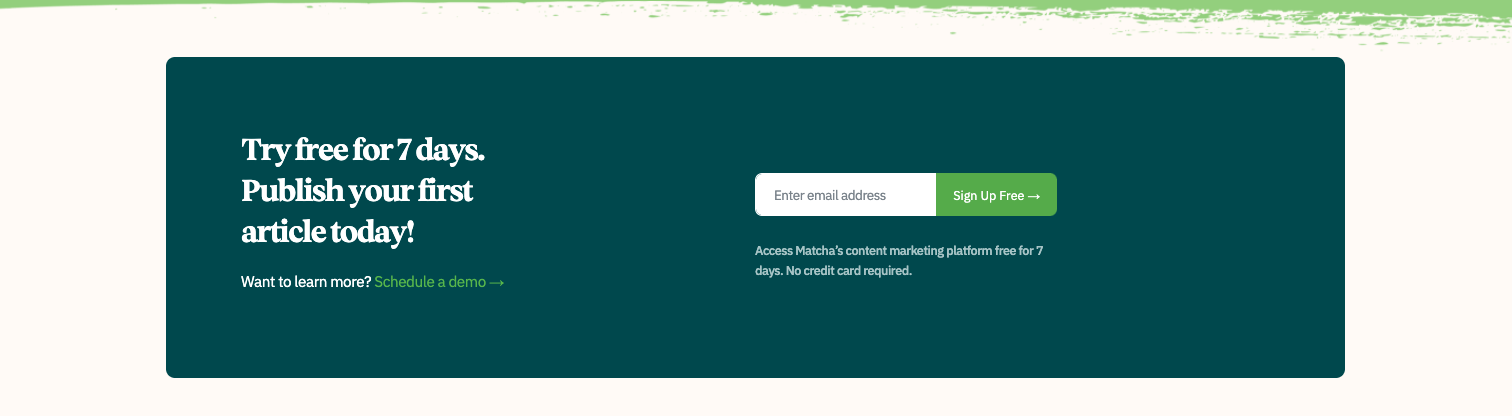 Try free for 7 days.
Publish your first
article today!
Want to learn more? Schedule a demo →
Enter email address
Sign Up Free →
Access Matcha’s content marketing platform free for 7
days. No credit card required.